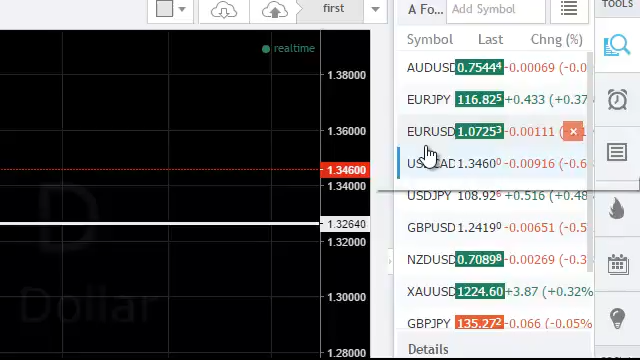 first
A Fo...
Add Symbol
TOOLS
Symbol Last Chng (%)
realtime
1.38000
1.36000
1.34600
1.34000
1.32640
1.32000
1.30000
1.28000
D
Dollar
AUDUSD 0.75444 -0.00069 (-0.0
EURJPY 116.825 +0.433 (+0.37
EURUSD 1.07253 -0.00111
USDCAD 1.34600 -0.00916 (-0.6
USDJPY 108.926 +0.516 (+0.48
GBPUSD 1.24190 -0.00651 (-0.5
NZDUSD 0.70898 -0.00269 (-0.3
XAUUSD 1224.60 +3.87 (+0.32%
GBPJPY 135.272 -0.066 (-0.05%
Details